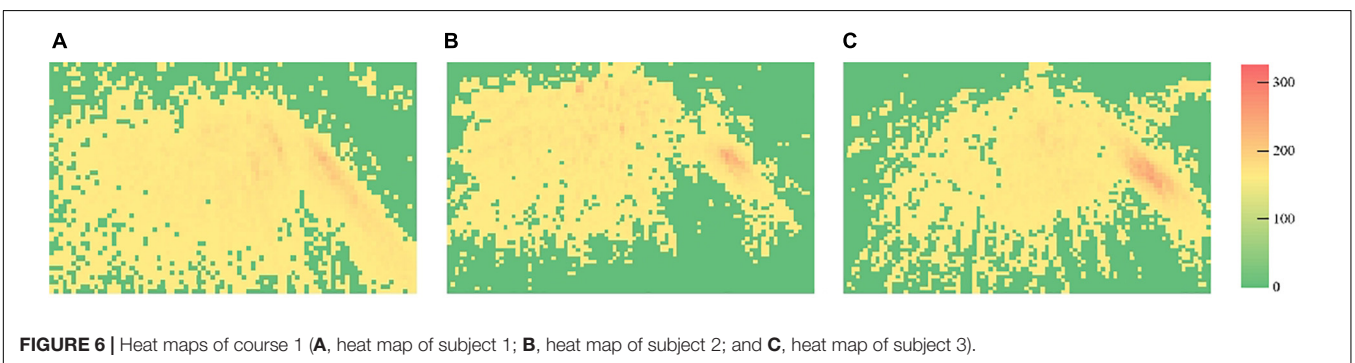 A
B
C
300
200
100
0
FIGURE 6 | Heat maps of course 1 (A, heat map of subject 1; B, heat map of subject 2; and C, heat map of subject 3).